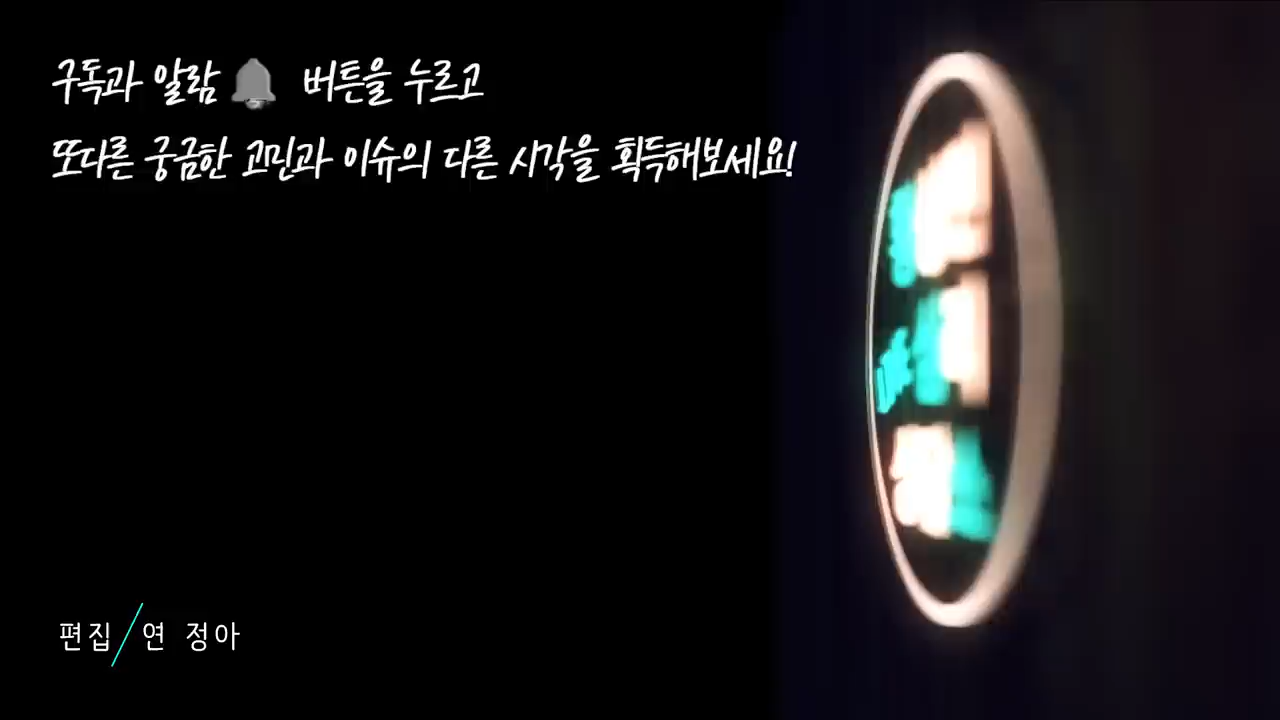 구독과 알람 버튼을 누르고
또다른 궁금한 고민과 이슈의 다른 시각을 획득해보세요!
편집/연 정아